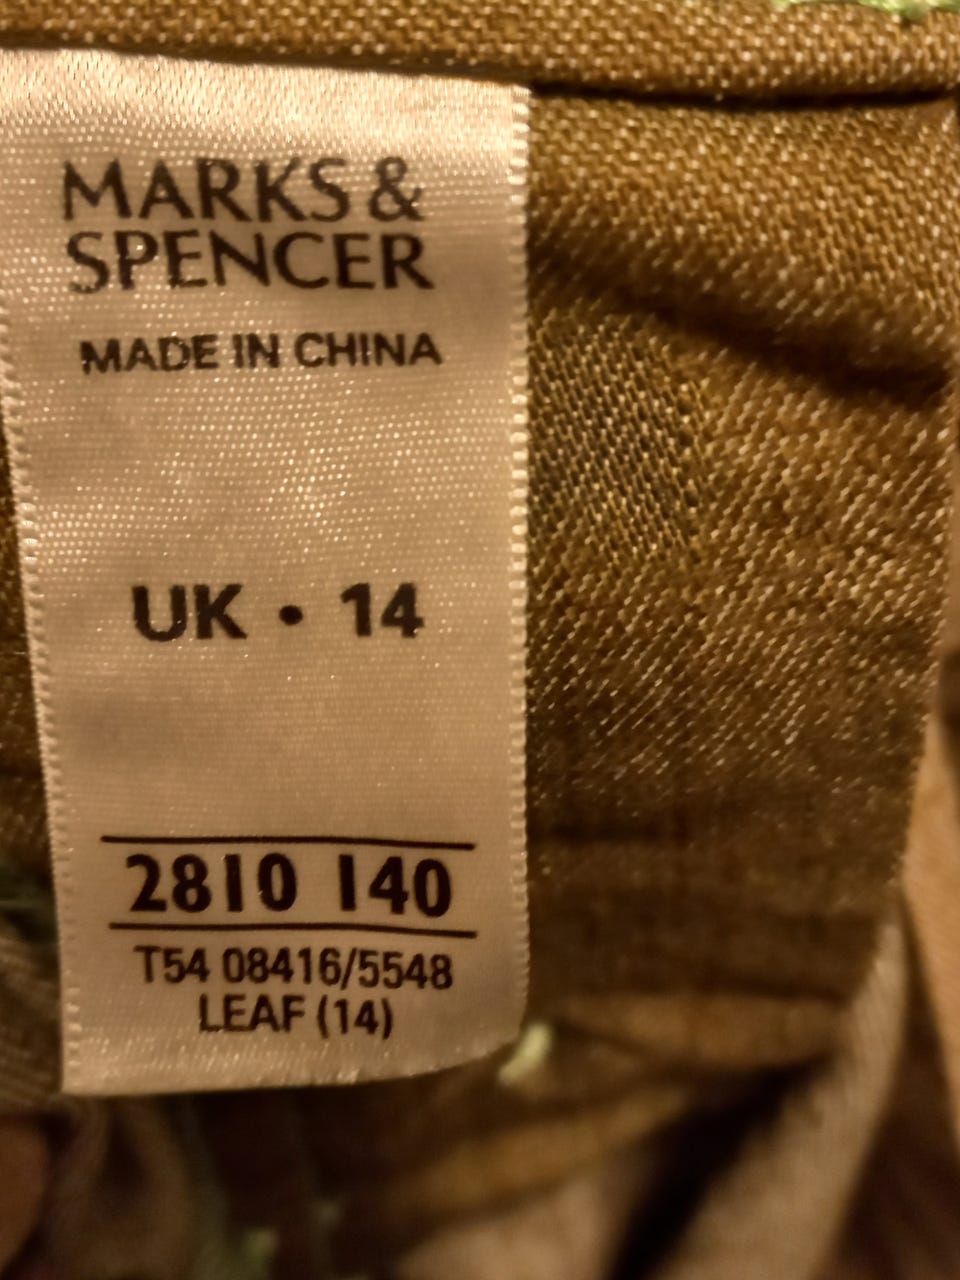 MARKS &
SPENCER
MADE IN CHINA
UK • 14
2810 140
T54 08416/5548
LEAF (14)